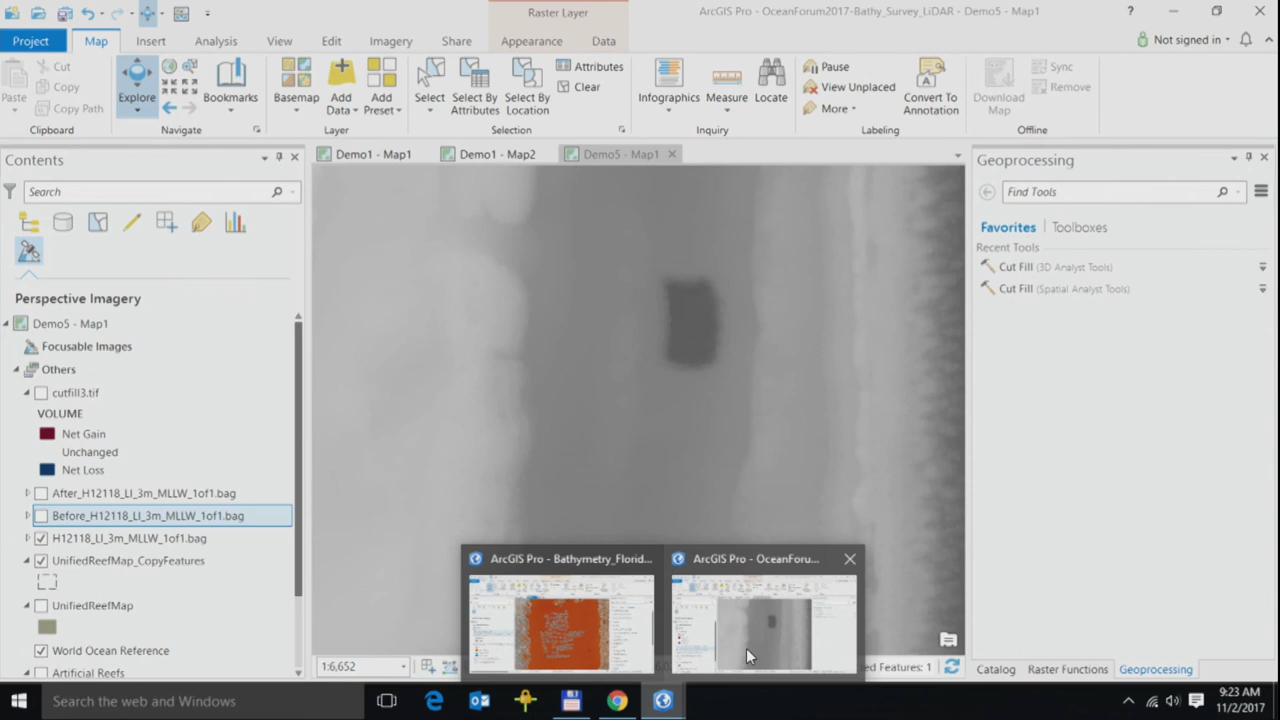 Raster Layer
ArcGIS Pro - OceanForum2017-Bathy_Survey_LiDAR - Demo5 - Map1
?
Project
Map
Insert
Analysis
View
Edit
Imagery
Share
Appearance
Data
Not signed in
Paste
Cut
Copy
Copy Path
Clipboard
Explore
Bookmarks
Navigate
Basemap
Add Data
Add Preset
Layer
Select
Select By Attributes
Select By Location
Attributes
Clear
Selection
Infographics
Measure
Locate
Inquiry
Pause
View Unplaced
More
Convert To Annotation
Labeling
Download Map
Sync
Remove
Offline
Contents
Search
Perspective Imagery
Demo5 - Map1
Focusable Images
Others
cutfill3.tif
VOLUME
Net Gain
Unchanged
Net Loss
After_H12118_LI_3m_MLLW_1of1.bag
Before_H12118_LI_3m_MLLW_1of1.bag
H12118_LI_3m_MLLW_1of1.bag
UnifiedReefMap_CopyFeatures
UnifiedReefMap
World Ocean Reference
Artificial Reefs
Demo1 - Map1
Demo1 - Map2
Demo5 - Map1
ArcGIS Pro - Bathymetry_Florid...
ArcGIS Pro - OceanForu...
1:6,652
ed Features: 1
Geoprocessing
Find Tools
Favorites
Toolboxes
Recent Tools
Cut Fill (3D Analyst Tools)
Cut Fill (Spatial Analyst Tools)
Catalog
Raster Functions
Geoprocessing
Search the web and Windows
9:23 AM
11/2/2017